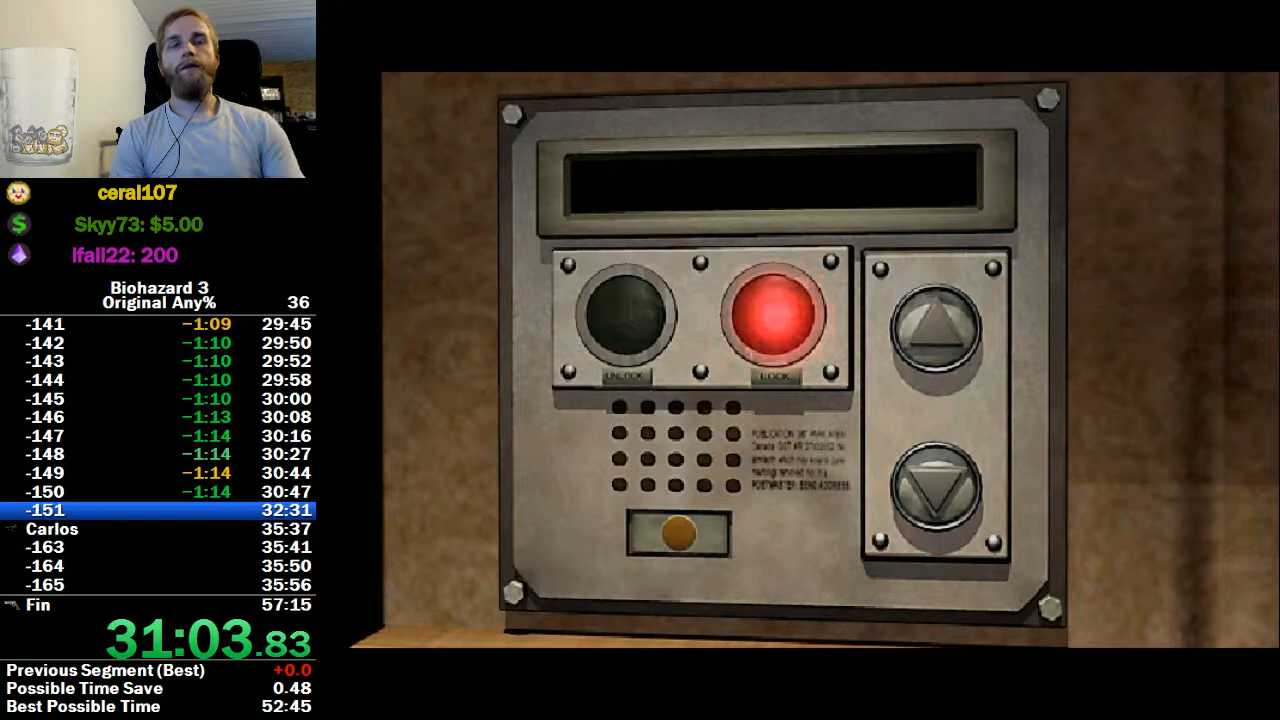 ceral107
Skyy73: $5.00
lfall22: 200
Biohazard 3
Original Any% 36
-141 −1:09 29:45
-142 −1:10 29:50
-143 −1:10 29:52
-144 −1:10 29:58
-145 −1:10 30:00
-146 −1:13 30:08
-147 −1:14 30:16
-148 −1:14 30:27
-149 −1:14 30:44
-150 −1:14 30:47
-151 32:31
Carlos 35:37
-163 35:41
-164 35:50
-165 35:56
Fin 57:15
31:03.83
Previous Segment (Best) +0.0
Possible Time Save 0.48
Best Possible Time 52:45
UNLOCK
LOCK